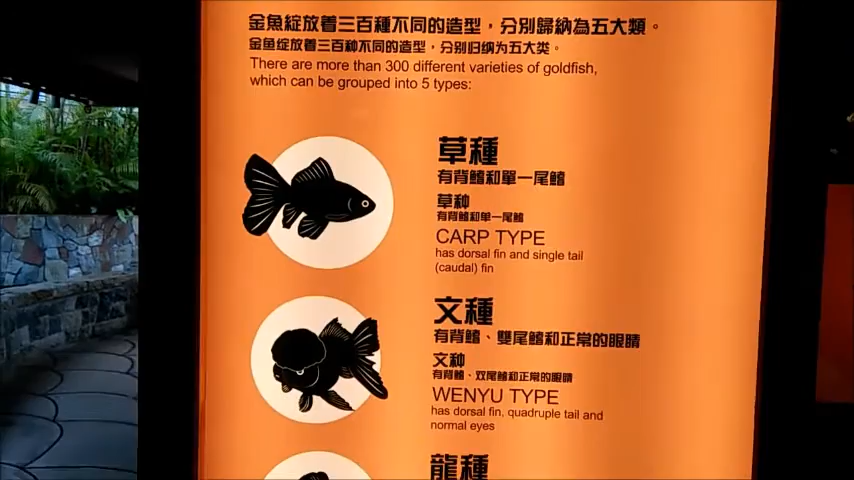 金魚綻放着三百種不同的造型，分別歸納為五大類。
金鱼绽放着三百种不同的造型，分别归纳为五大类。
There are more than 300 different varieties of goldfish,
which can be grouped into 5 types:
草種
有背鰭和單一尾鰭
草种
有背鳍和单一尾鳍
CARP TYPE
has dorsal fin and single tail
(caudal) fin
文種
有背鰭、雙尾鰭和正常的眼睛
文种
有背鳍、双尾鳍和正常的眼睛
WENYU TYPE
has dorsal fin, quadruple tail and
normal eyes
龍種